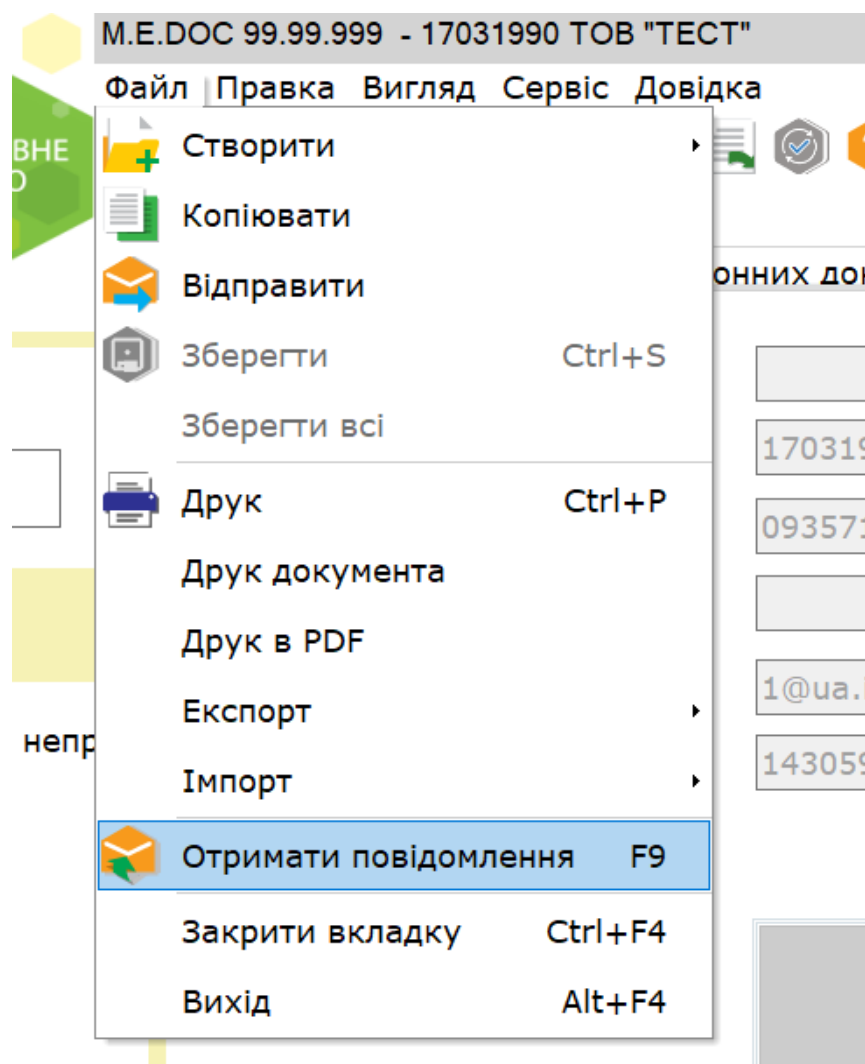 M.E.DOC 99.99.999 - 17031990 ТОВ "ТЕСТ"
Файл Правка Вигляд Сервіс Довідка
Створити
Копіювати
Відправити
Зберегти Ctrl+S
Зберегти всі
Друк Ctrl+P
Друк документа
Друк в PDF
Експорт
Імпорт
Отримати повідомлення F9
Закрити вкладку Ctrl+F4
Вихід Alt+F4